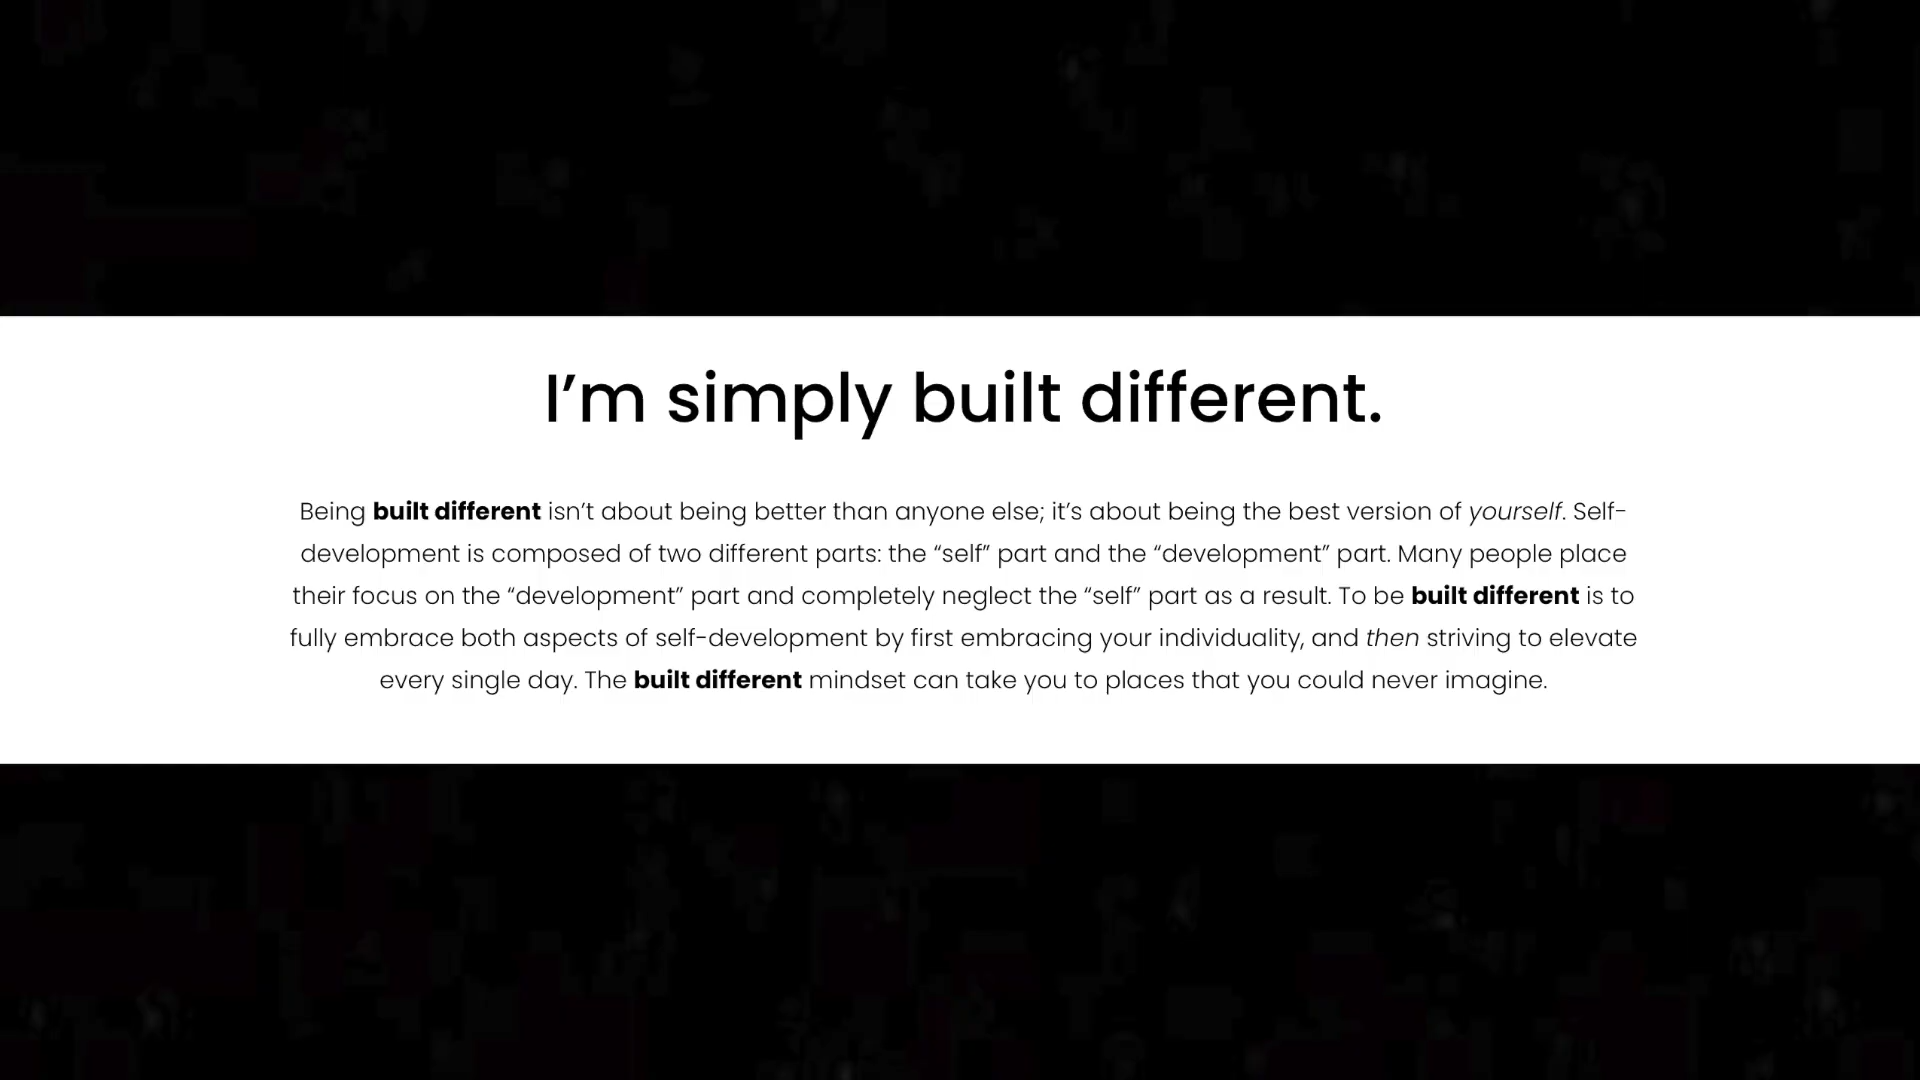 I’m simply built different.
Being built different isn’t about being better than anyone else; it’s about being the best version of yourself. Self-
development is composed of two different parts: the “self” part and the “development” part. Many people place
their focus on the “development” part and completely neglect the “self” part as a result. To be built different is to
fully embrace both aspects of self-development by first embracing your individuality, and then striving to elevate
every single day. The built different mindset can take you to places that you could never imagine.